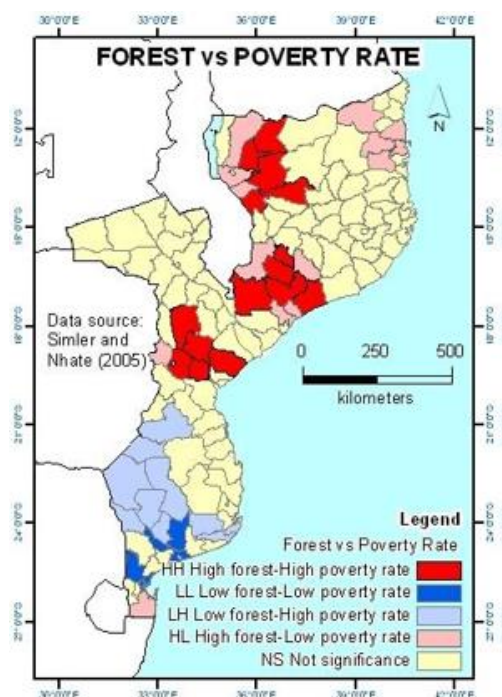 30°0'0"E 33°0'0"E 36°0'0"E 39°0'0"E 42°0'0"E
FOREST vs POVERTY RATE
N
Data source:
Simler and
Nhate (2005)
0 250 500
kilometers
Legend
Forest vs Poverty Rate
HH High forest-High poverty rate
LL Low forest-Low poverty rate
LH Low forest-High poverty rate
HL High forest-Low poverty rate
NS Not significance
30°0'0"E 33°0'0"E 36°0'0"E 39°0'0"E 42°0'0"E